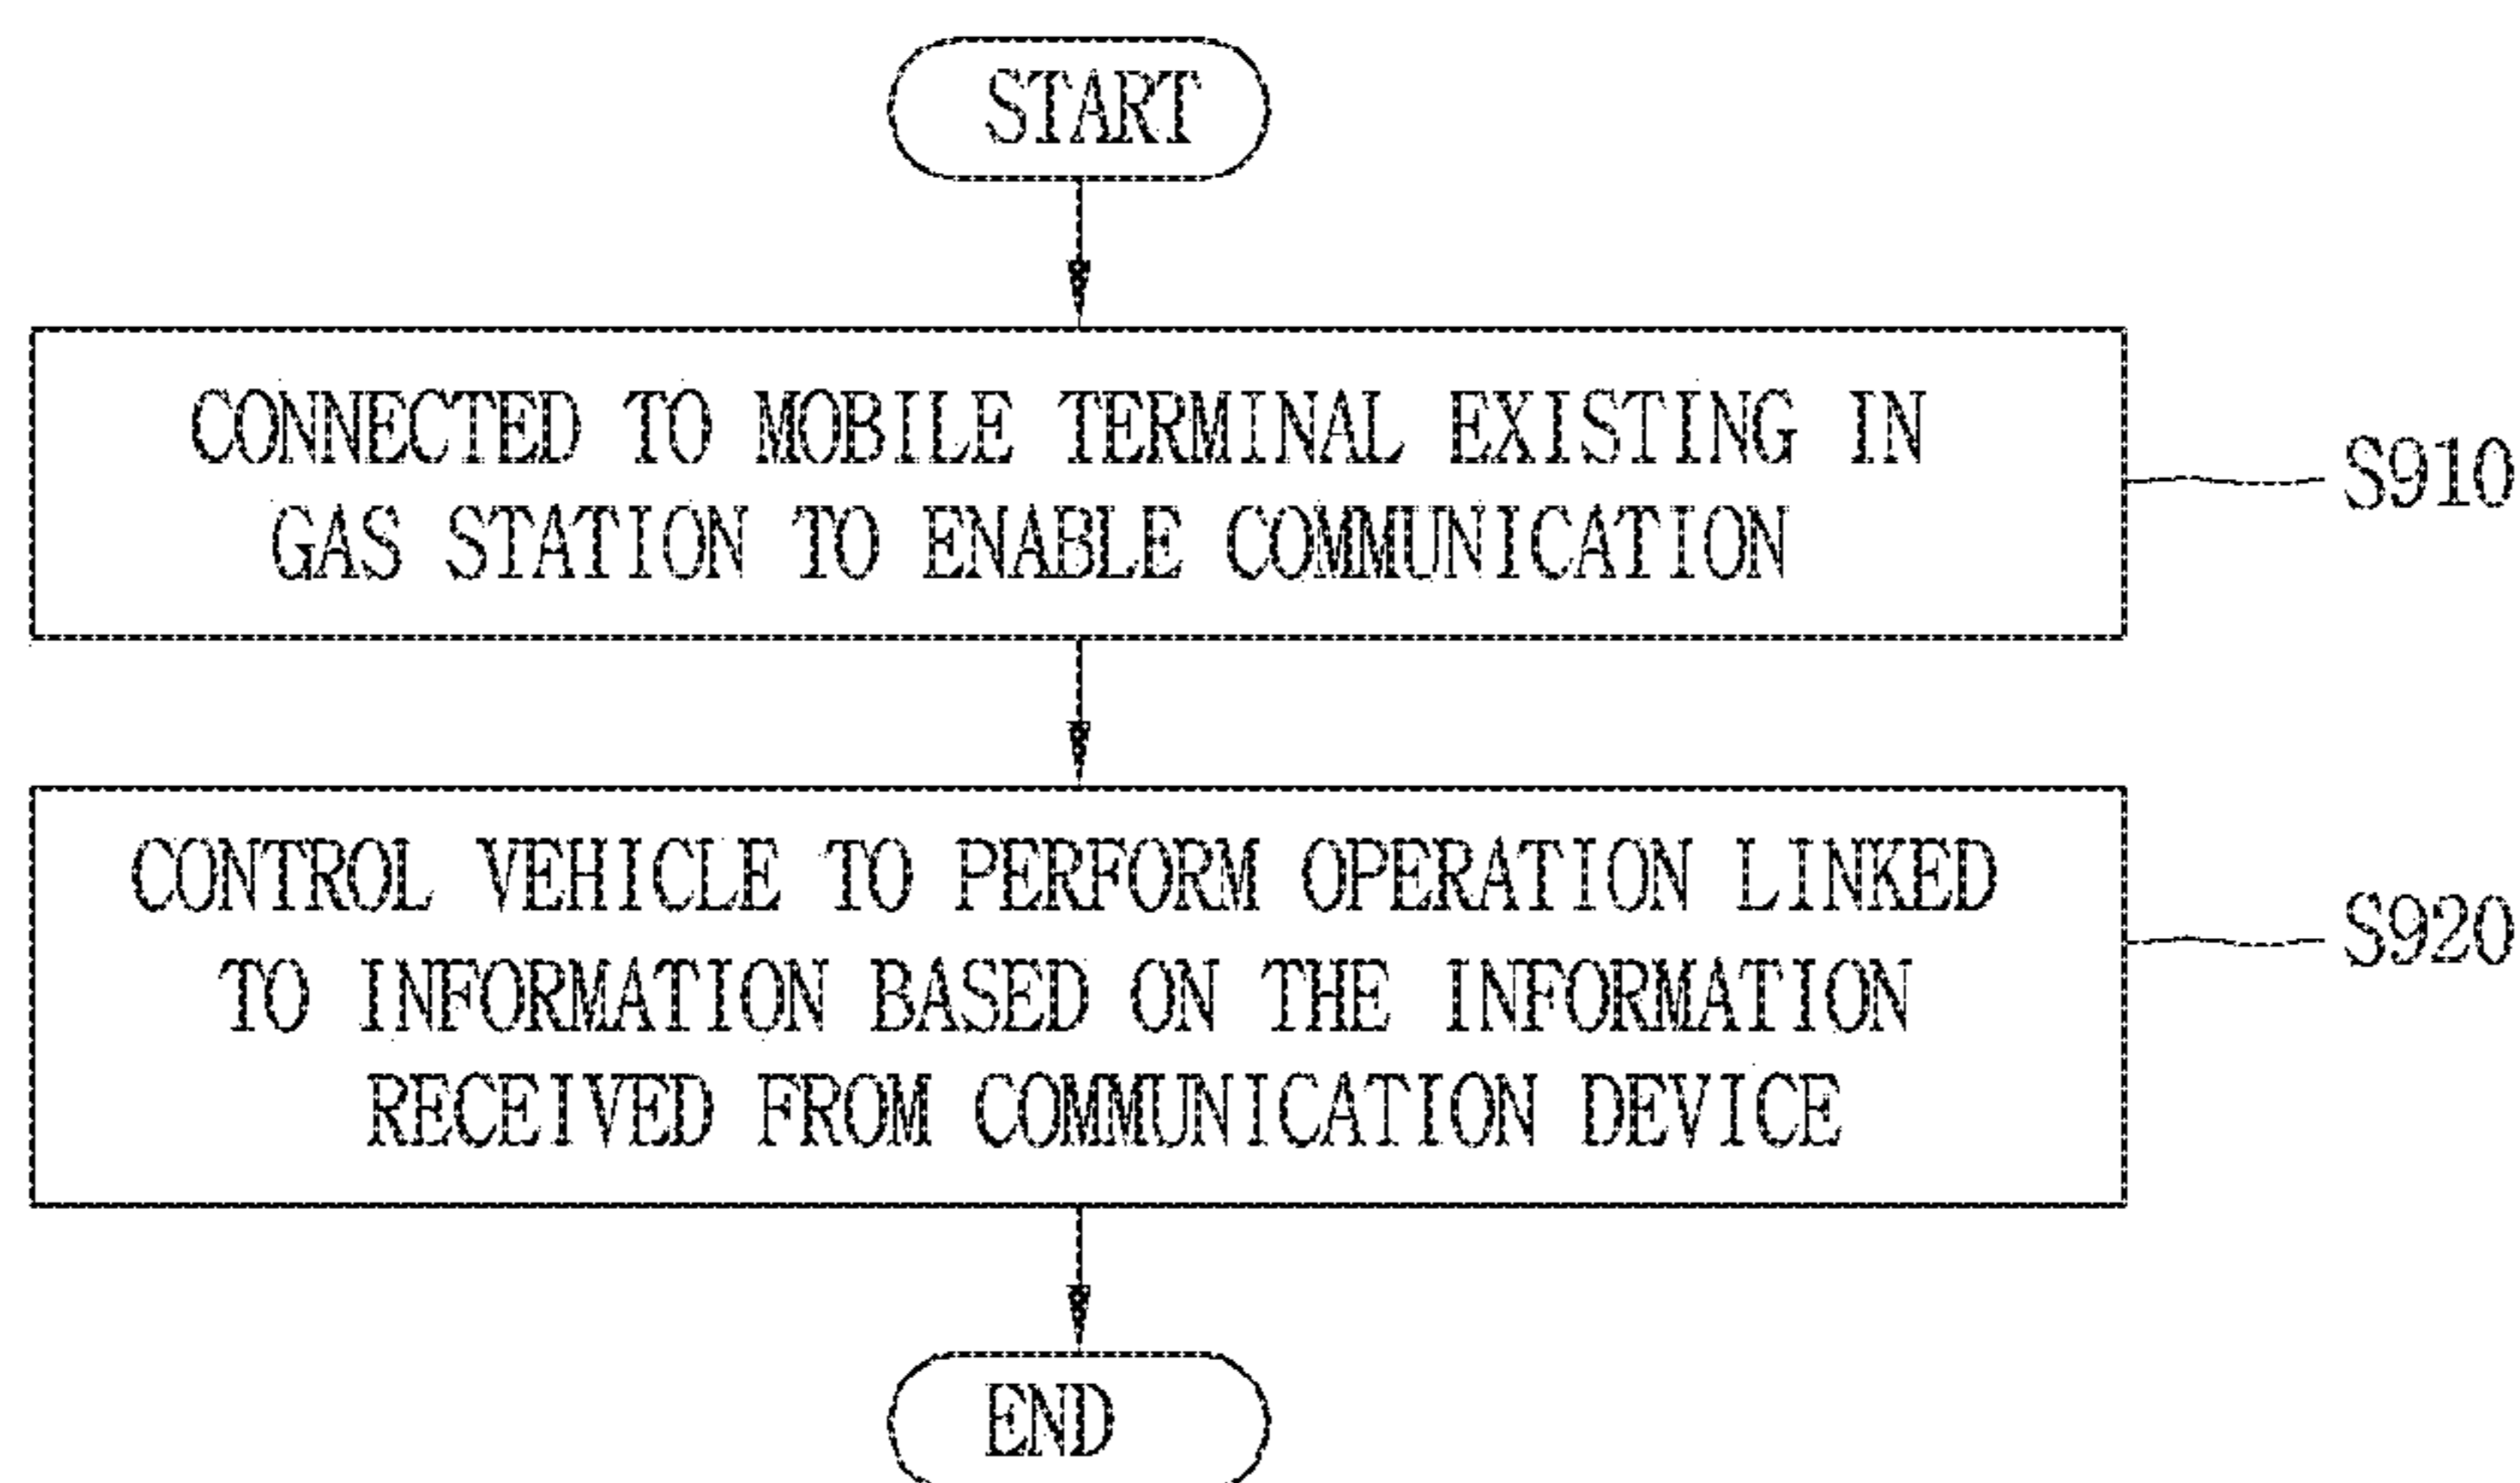 START
CONNECTED TO MOBILE TERMINAL EXISTING IN
GAS STATION TO ENABLE COMMUNICATION
S910
CONTROL VEHICLE TO PERFORM OPERATION LINKED
TO INFORMATION BASED ON THE INFORMATION
RECEIVED FROM COMMUNICATION DEVICE
S920
END